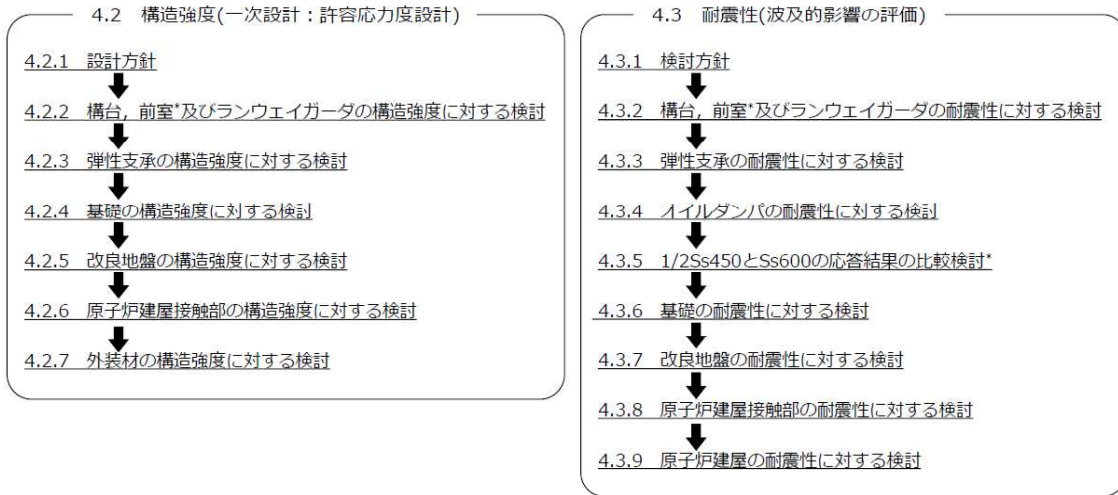 4.2 構造強度(一次設計：許容応力度設計)
4.2.1 設計方針
4.2.2 構台，前室*及びランウェイガーダの構造強度に対する検討
4.2.3 弾性支承の構造強度に対する検討
4.2.4 基礎の構造強度に対する検討
4.2.5 改良地盤の構造強度に対する検討
4.2.6 原子炉建屋接触部の構造強度に対する検討
4.2.7 外装材の構造強度に対する検討
4.3 耐震性(波及的影響の評価)
4.3.1 検討方針
4.3.2 構台，前室*及びランウェイガーダの耐震性に対する検討
4.3.3 弾性支承の耐震性に対する検討
4.3.4 オイルダンパの耐震性に対する検討
4.3.5 1/2Ss450とSs600の応答結果の比較検討*
4.3.6 基礎の耐震性に対する検討
4.3.7 改良地盤の耐震性に対する検討
4.3.8 原子炉建屋接触部の耐震性に対する検討
4.3.9 原子炉建屋の耐震性に対する検討